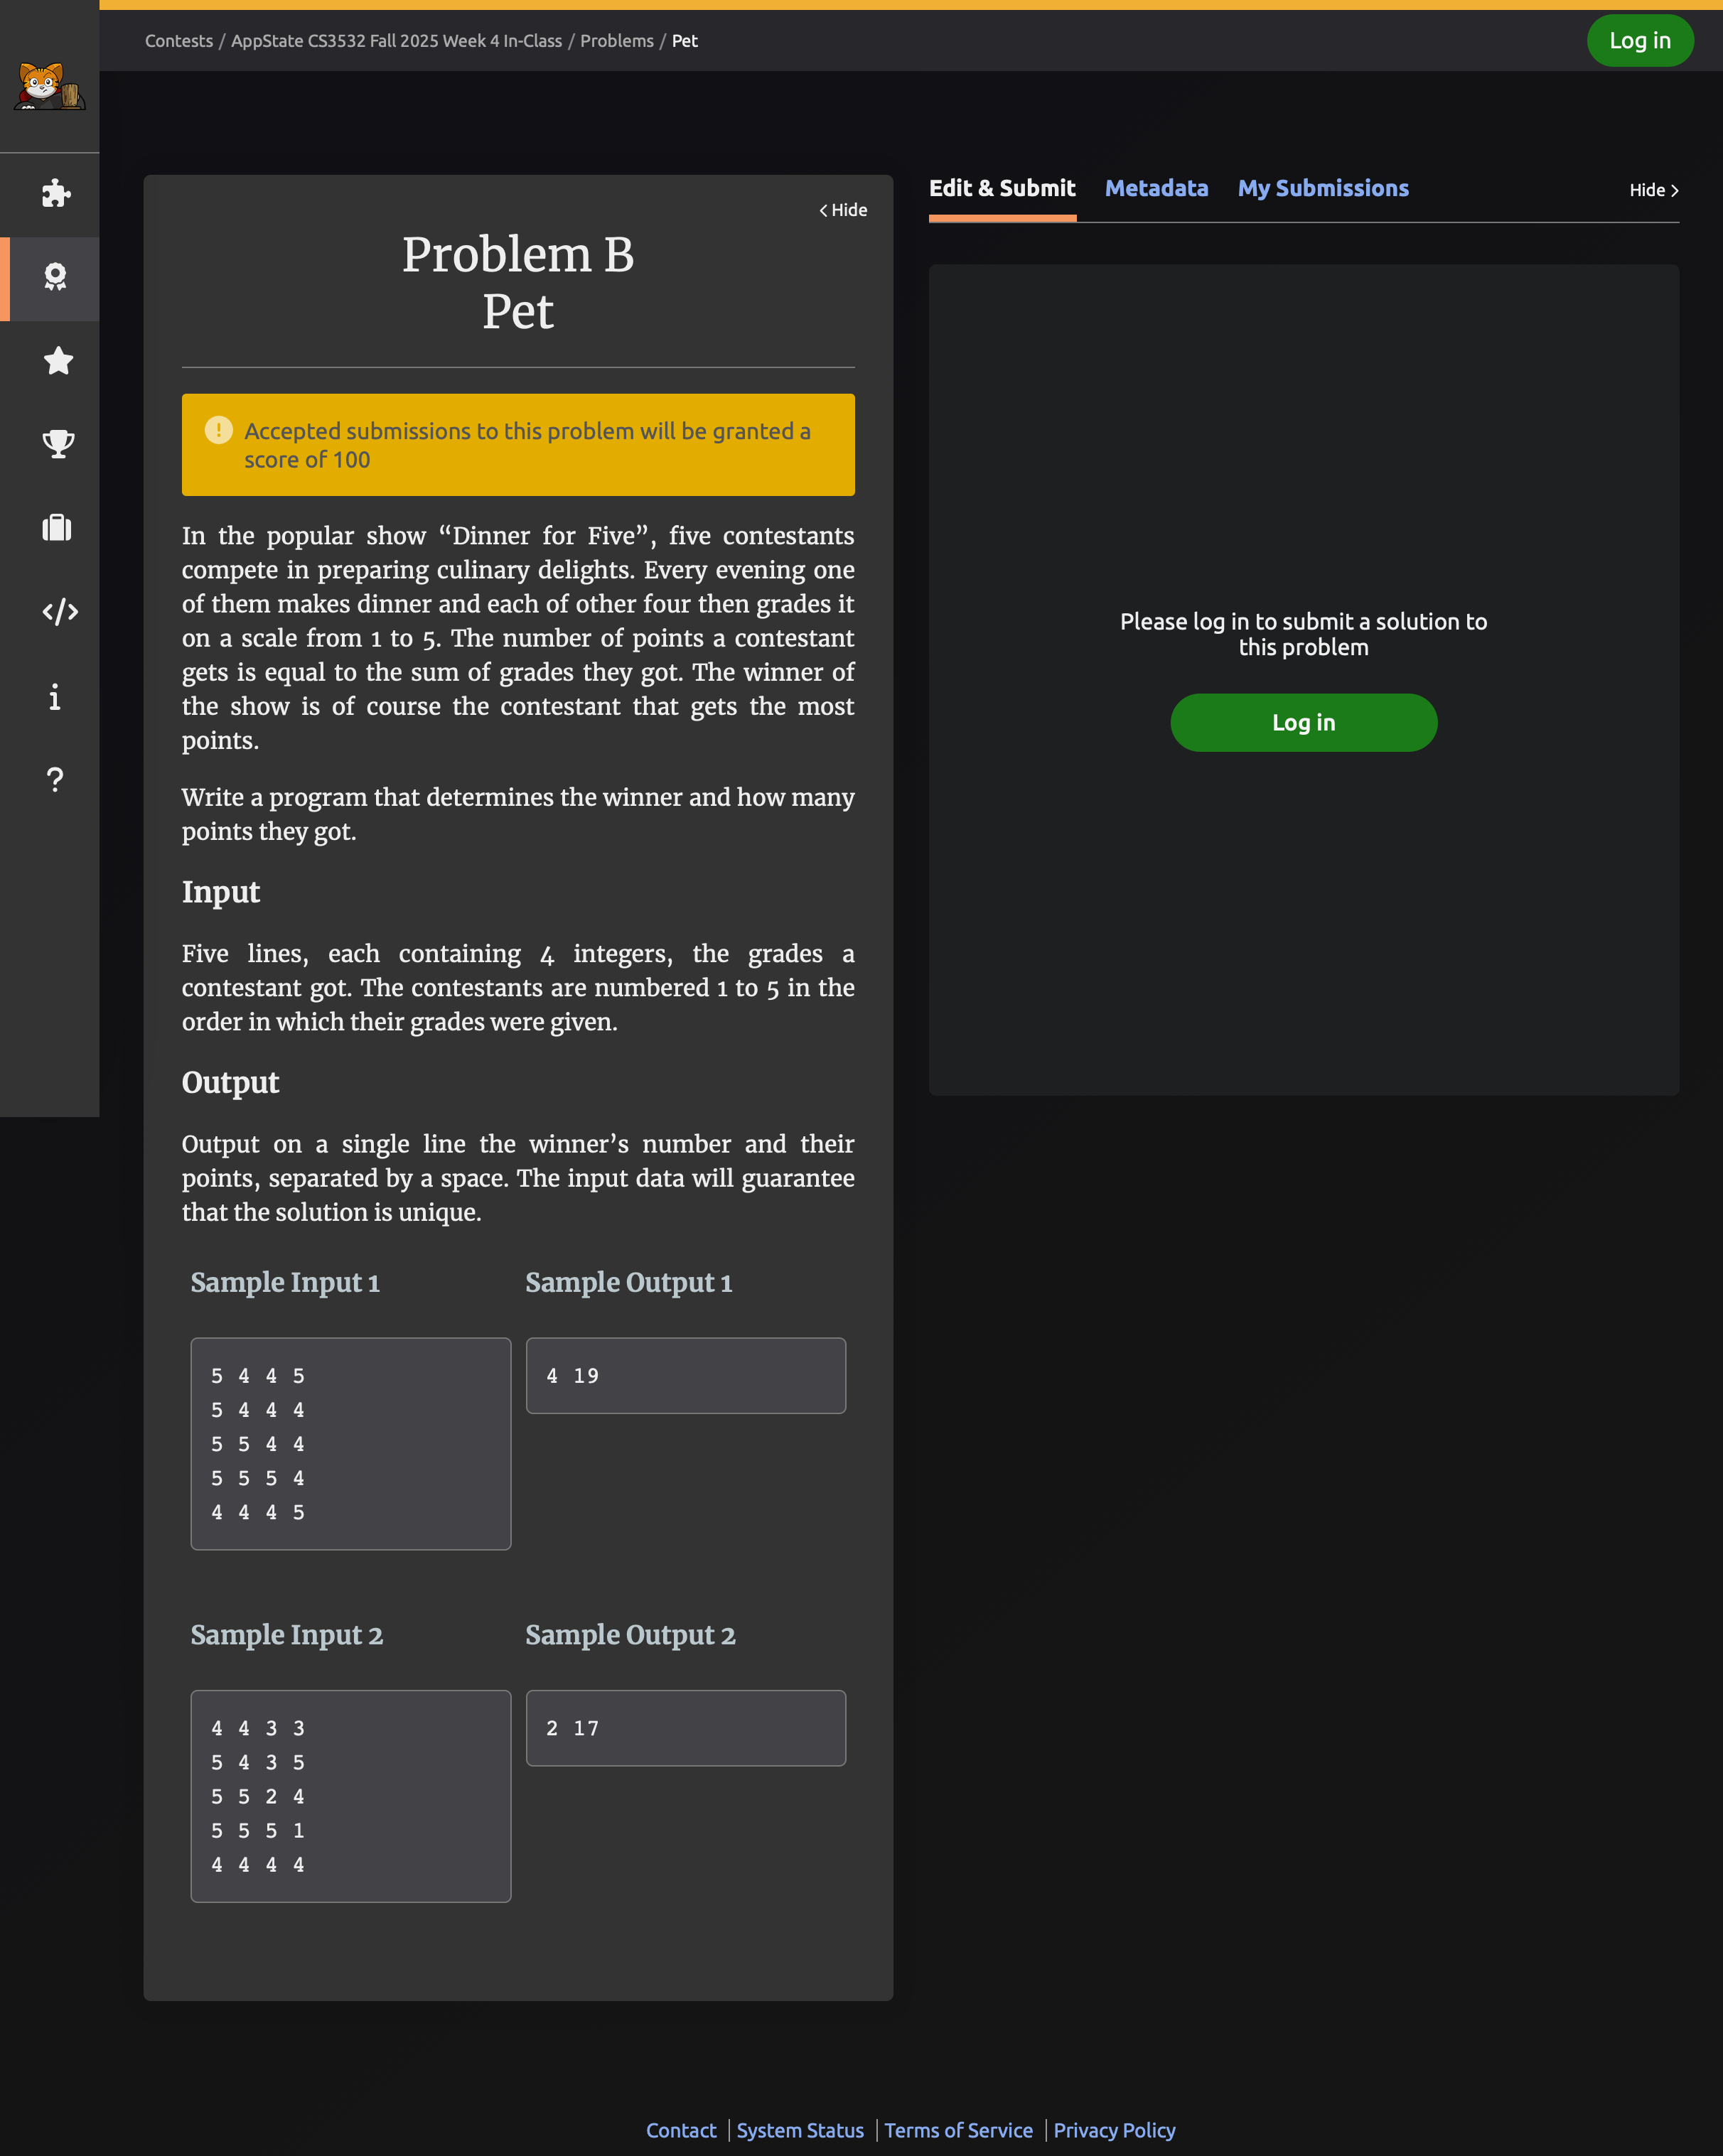 Contests / AppState CS3532 Fall 2025 Week 4 In-Class / Problems / Pet
Log in
Hide
Problem B
Pet
Accepted submissions to this problem will be granted a
score of 100
In the popular show “Dinner for Five”, five contestants
compete in preparing culinary delights. Every evening one
of them makes dinner and each of other four then grades it
on a scale from 1 to 5. The number of points a contestant
gets is equal to the sum of grades they got. The winner of
the show is of course the contestant that gets the most
points.
Write a program that determines the winner and how many
points they got.
Input
Five lines, each containing 4 integers, the grades a
contestant got. The contestants are numbered 1 to 5 in the
order in which their grades were given.
Output
Output on a single line the winner’s number and their
points, separated by a space. The input data will guarantee
that the solution is unique.
Sample Input 1
5 4 4 5
5 4 4 4
5 5 4 4
5 5 5 4
4 4 4 5
Sample Output 1
4 19
Sample Input 2
4 4 3 3
5 4 3 5
5 5 2 4
5 5 5 1
4 4 4 4
Sample Output 2
2 17
Edit & Submit
Metadata
My Submissions
Hide
Please log in to submit a solution to
this problem
Log in
Contact
System Status
Terms of Service
Privacy Policy